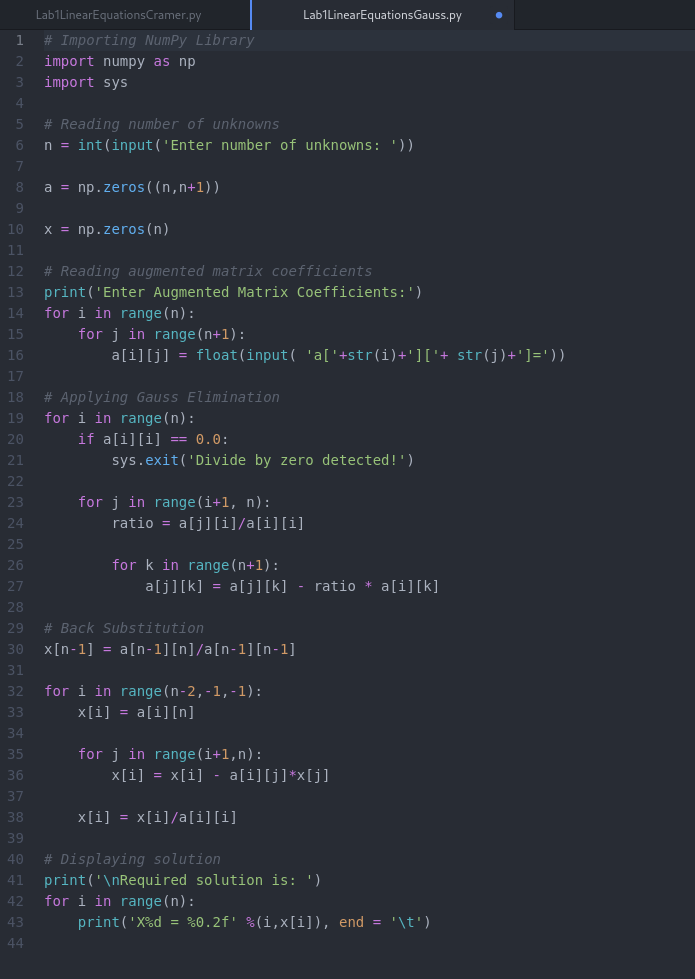 Lab1LinearEquationsCramer.py Lab1LinearEquationsGauss.py
1 # Importing NumPy Library
2 import numpy as np
3 import sys
4
5 # Reading number of unknowns
6 n = int(input('Enter number of unknowns: '))
7
8 a = np.zeros((n,n+1))
9
10 x = np.zeros(n)
11
12 # Reading augmented matrix coefficients
13 print('Enter Augmented Matrix Coefficients:')
14 for i in range(n):
15     for j in range(n+1):
16         a[i][j] = float(input( 'a['+str(i)+']['+ str(j)+']='))
17
18 # Applying Gauss Elimination
19 for i in range(n):
20     if a[i][i] == 0.0:
21         sys.exit('Divide by zero detected!')
22
23     for j in range(i+1, n):
24         ratio = a[j][i]/a[i][i]
25
26         for k in range(n+1):
27             a[j][k] = a[j][k] - ratio * a[i][k]
28
29 # Back Substitution
30 x[n-1] = a[n-1][n]/a[n-1][n-1]
31
32 for i in range(n-2,-1,-1):
33     x[i] = a[i][n]
34
35     for j in range(i+1,n):
36         x[i] = x[i] - a[i][j]*x[j]
37
38     x[i] = x[i]/a[i][i]
39
40 # Displaying solution
41 print('\nRequired solution is: ')
42 for i in range(n):
43     print('X%d = %0.2f' %(i,x[i]), end = '\t')
44